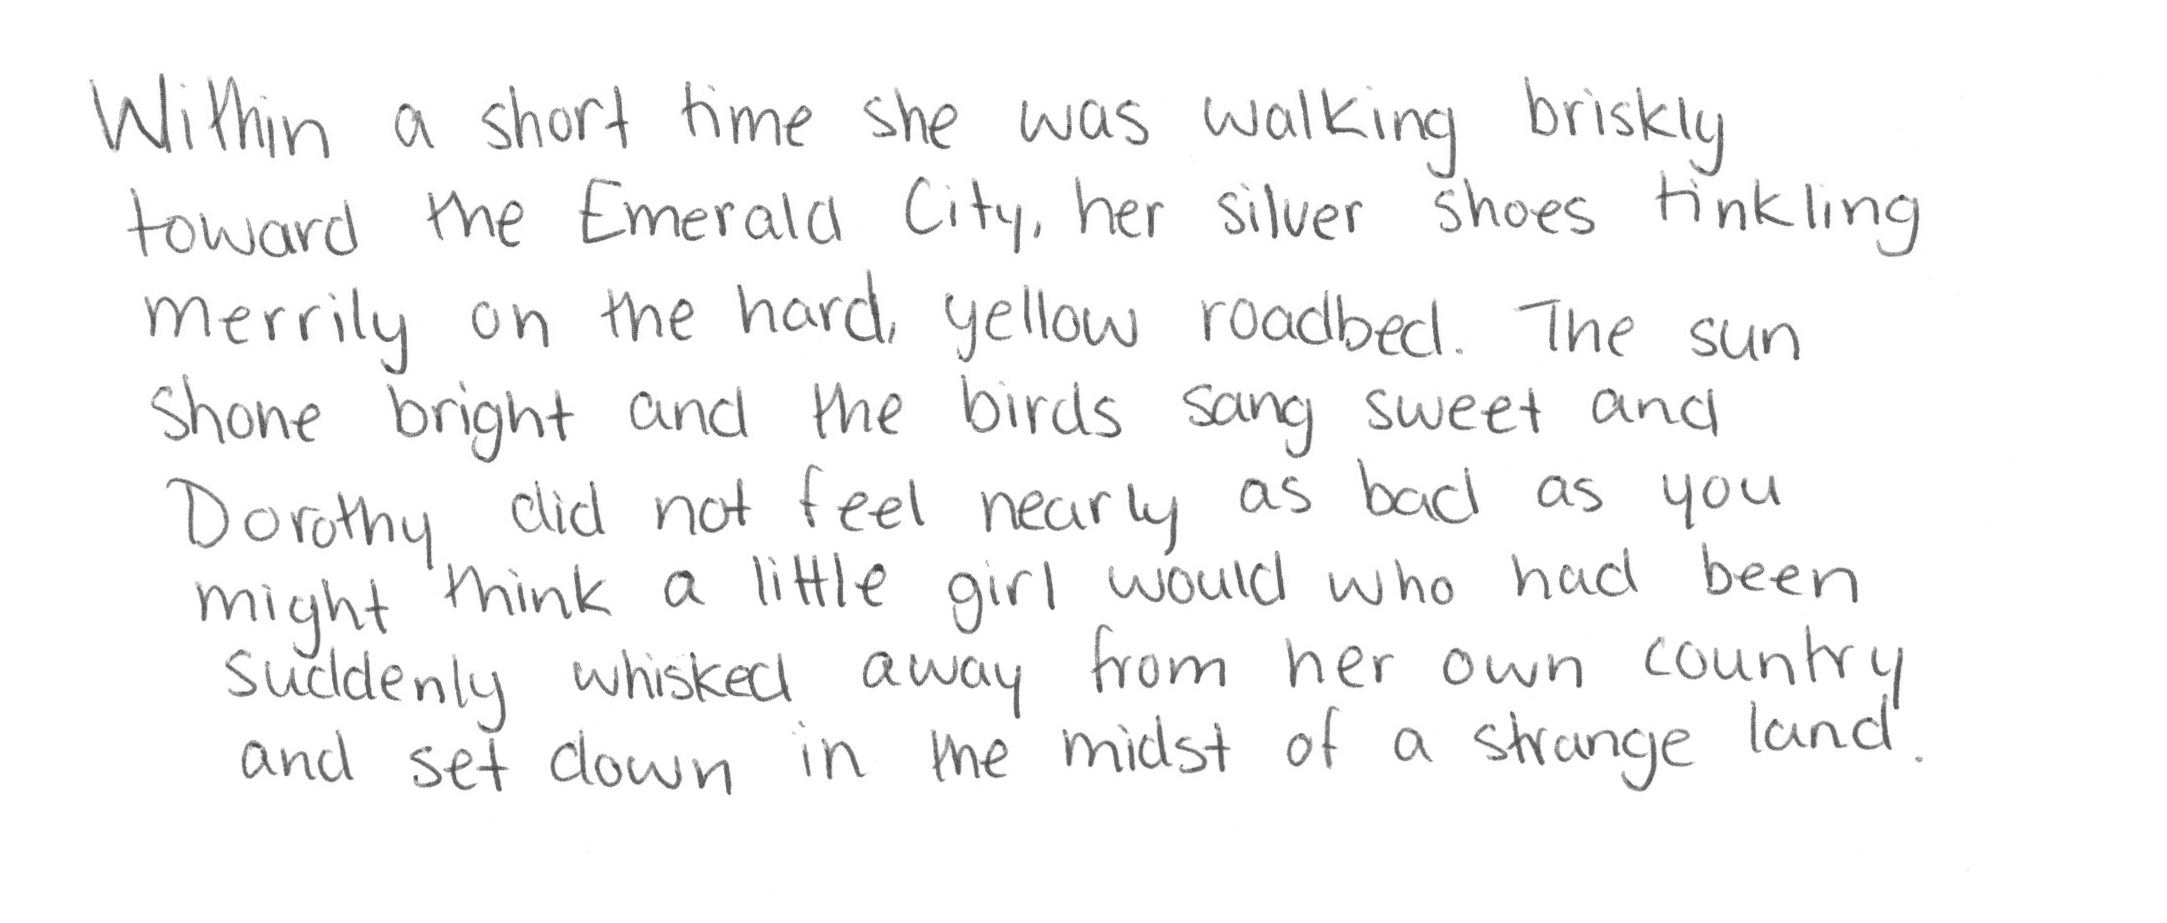 Within a short time she was walking briskly
toward the Emerald City, her silver shoes tinkling
merrily on the hard, yellow roadbed. The sun
shone bright and the birds sang sweet and
Dorothy did not feel nearly as bad as you
might think a little girl would who had been
suddenly whisked away from her own country
and set down in the midst of a strange land.